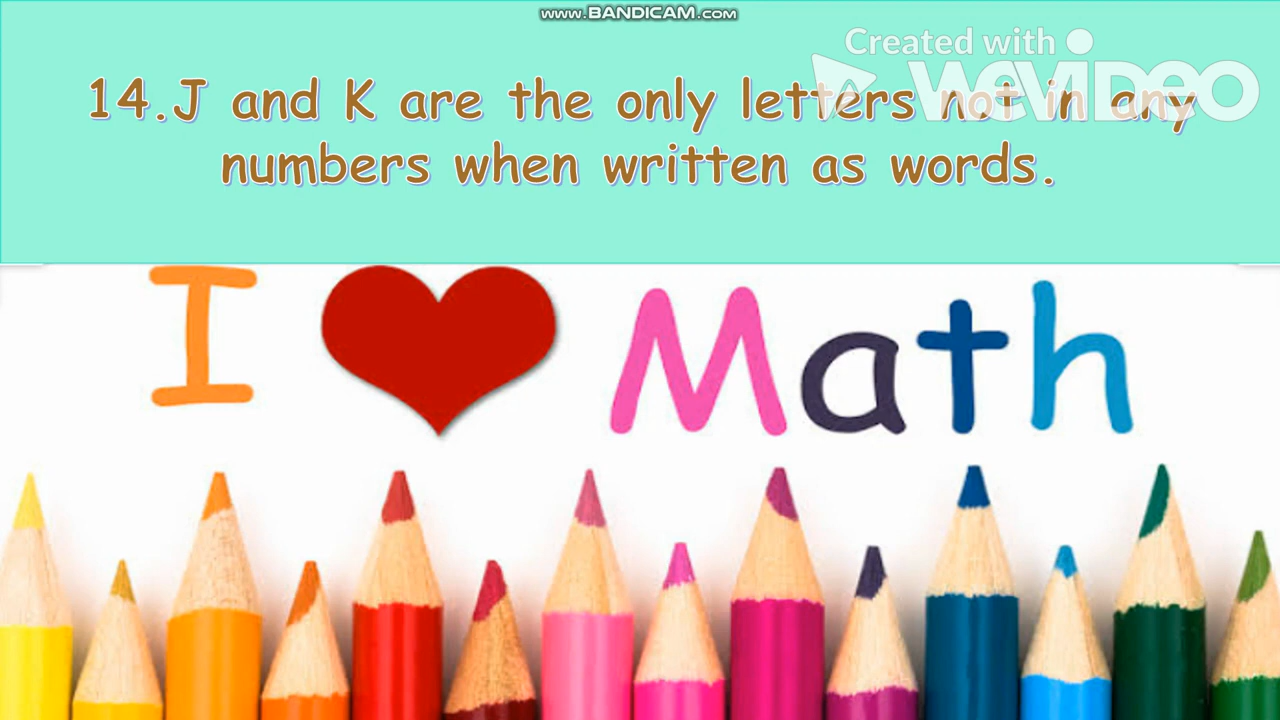 www.BANDICAM.com
Created with
WEVIDEO
14.J and K are the only letters not in any
numbers when written as words.
I Math